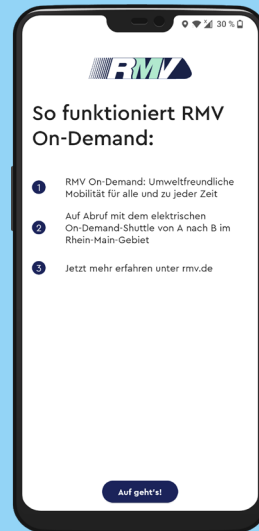 30 %
RMV
So funktioniert RMV
On-Demand:
1 RMV On-Demand: Umweltfreundliche
Mobilität für alle und zu jeder Zeit
2 Auf Abruf mit dem elektrischen
On-Demand-Shuttle von A nach B im
Rhein-Main-Gebiet
3 Jetzt mehr erfahren unter rmv.de
Auf geht's!